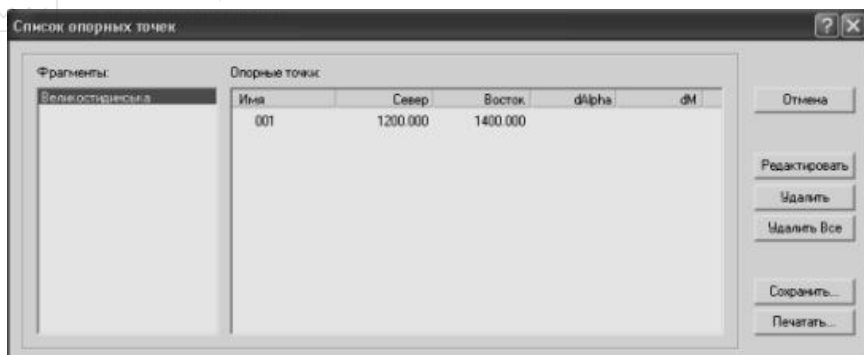 Список опорных точек
Фрагменты:
Великостидинська
Опорные точки:
Имя Север Восток dAlpha dM
001 1200.000 1400.000
Отмена
Редактировать
Удалить
Удалить Все
Сохранить...
Печатать...